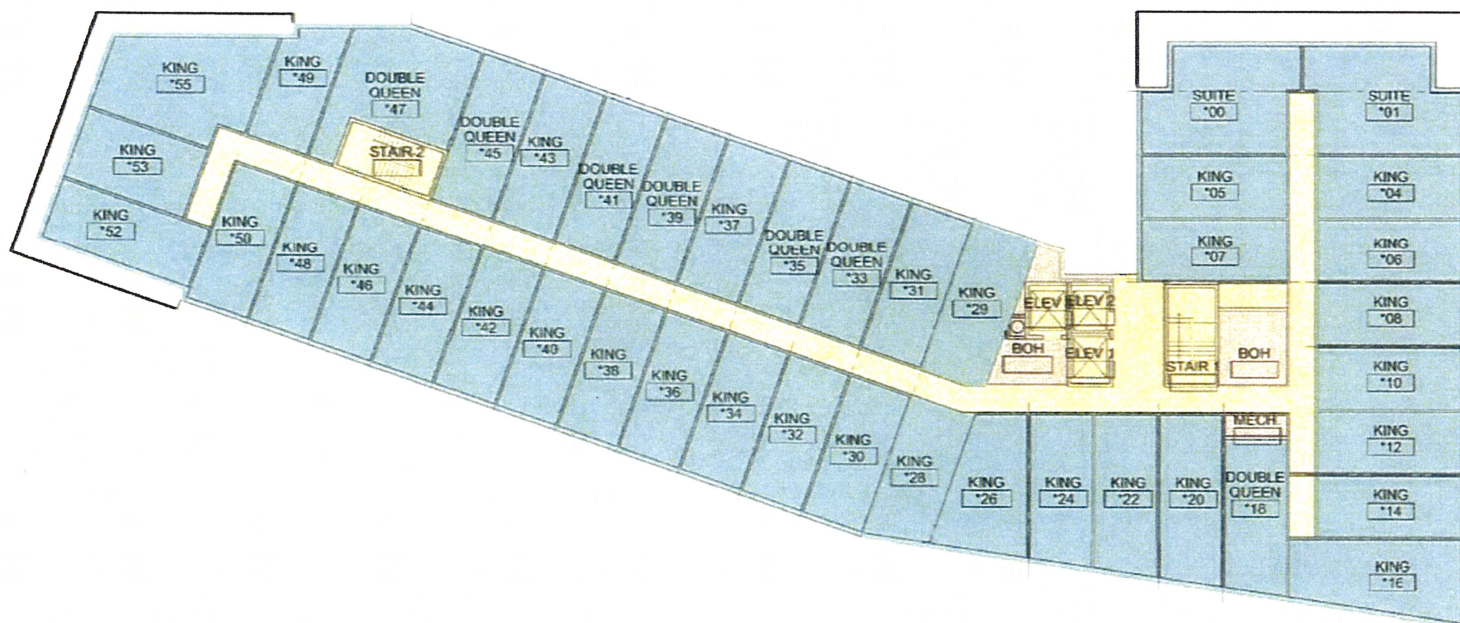 KING
*55
KING
*49
DOUBLE
QUEEN
*47
DOUBLE
QUEEN
*45
KING
*43
DOUBLE
QUEEN
*41
DOUBLE
QUEEN
*39
KING
*37
DOUBLE
QUEEN
*35
DOUBLE
QUEEN
*33
KING
*31
KING
*29
STAIR 2
KING
*53
KING
*52
KING
*50
KING
*48
KING
*46
KING
*44
KING
*42
KING
*40
KING
*38
KING
*36
KING
*34
KING
*32
KING
*30
KING
*28
KING
*26
KING
*24
KING
*22
KING
*20
DOUBLE
QUEEN
*18
MECH.
BOH
ELEV
ELEV 2
ELEV 1
STAIR 1
BOH
SUITE
*00
SUITE
*01
KING
*05
KING
*04
KING
*07
KING
*06
KING
*08
KING
*10
KING
*12
KING
*14
KING
*16